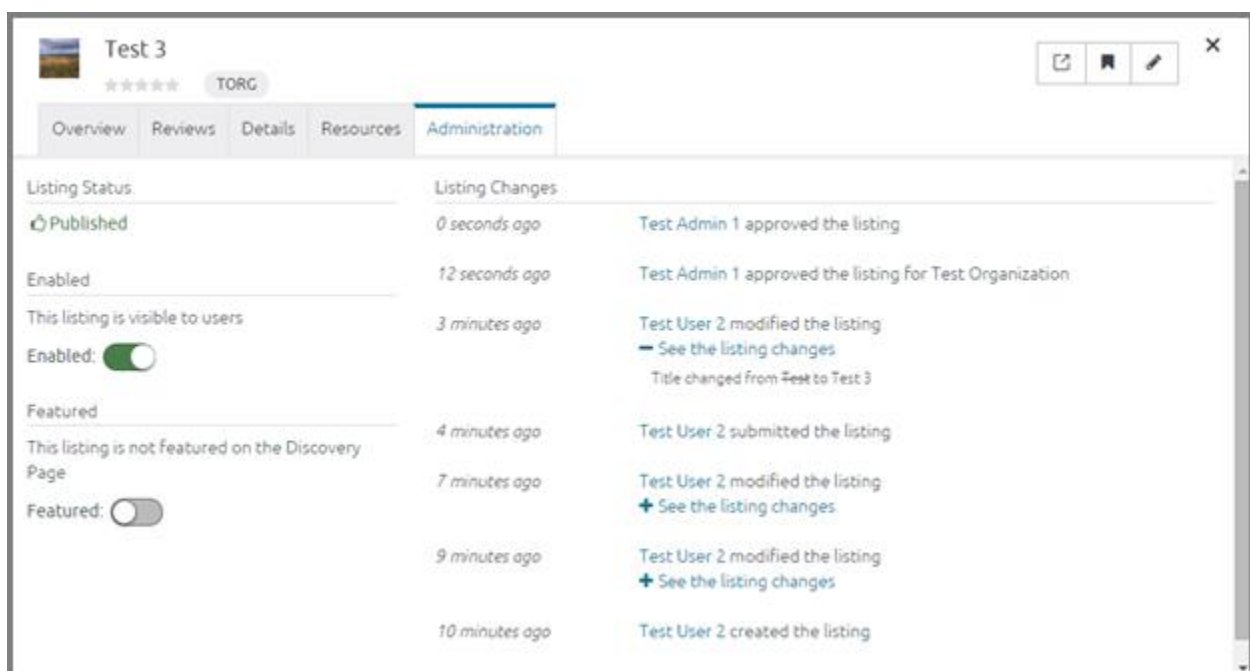 Test 3
TORG
Overview Reviews Details Resources Administration
Listing Status
Published
Enabled
This listing is visible to users
Enabled:
Featured
This listing is not featured on the Discovery
Page
Featured:
Listing Changes
0 seconds ago Test Admin 1 approved the listing
12 seconds ago Test Admin 1 approved the listing for Test Organization
3 minutes ago Test User 2 modified the listing
See the listing changes
Title changed from Test to Test 3
4 minutes ago Test User 2 submitted the listing
7 minutes ago Test User 2 modified the listing
See the listing changes
9 minutes ago Test User 2 modified the listing
See the listing changes
10 minutes ago Test User 2 created the listing